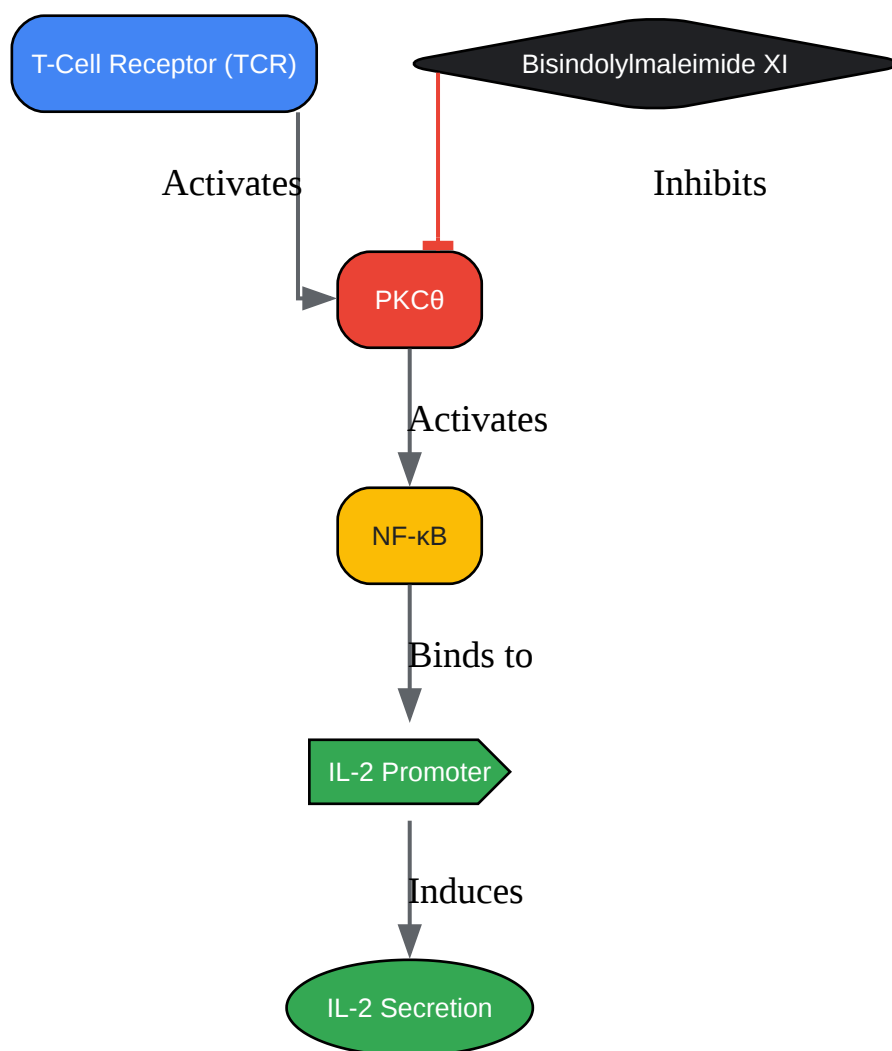 T-Cell Receptor (TCR)
Bisindolylmaleimide XI
Activates
Inhibits
PKCθ
Activates
NF-κB
Binds to
IL-2 Promoter
Induces
IL-2 Secretion